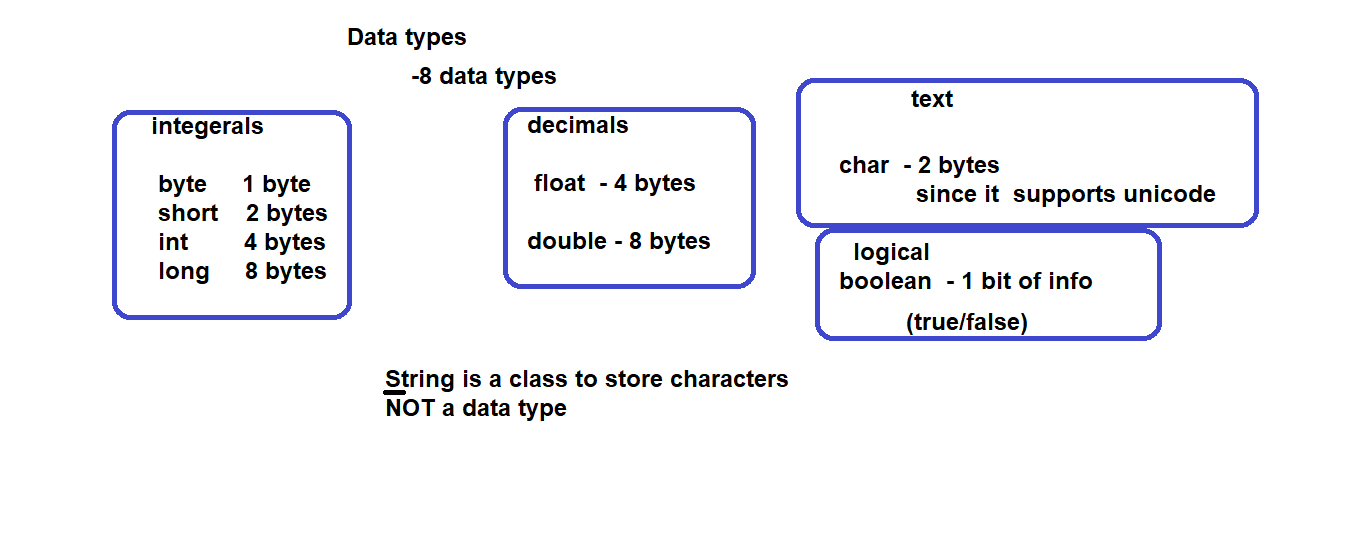 Data types
-8 data types
integerals
byte 1 byte
short 2 bytes
int 4 bytes
long 8 bytes
decimals
float - 4 bytes
double - 8 bytes
text
char - 2 bytes
since it supports unicode
logical
boolean - 1 bit of info
(true/false)
String is a class to store characters
NOT a data type